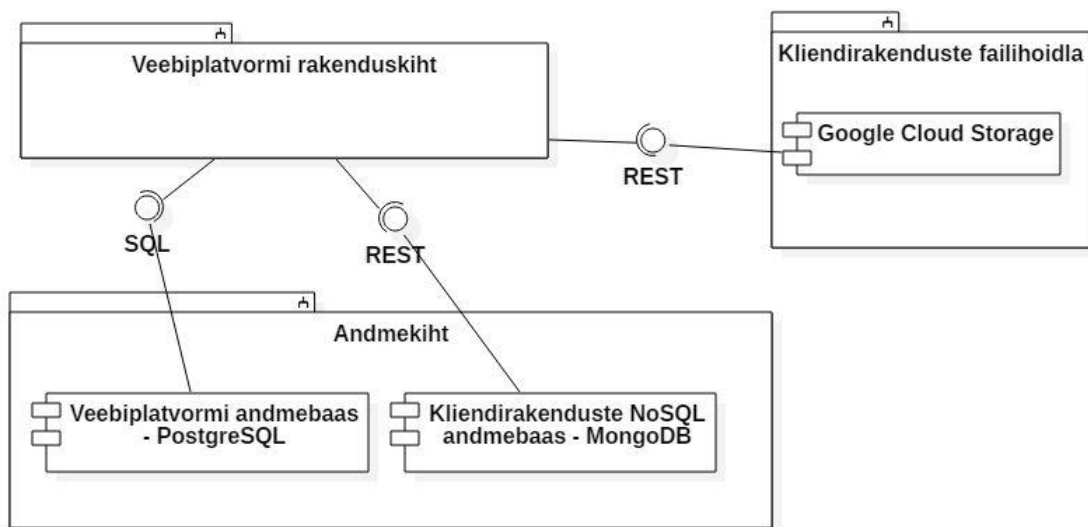 Veebiplatvormi rakenduskiht
Kliendirakenduste failihoidla
Google Cloud Storage
REST
SQL
REST
Andmekiht
Veebiplatvormi andmebaas
- PostgreSQL
Kliendirakenduste NoSQL
andmebaas - MongoDB